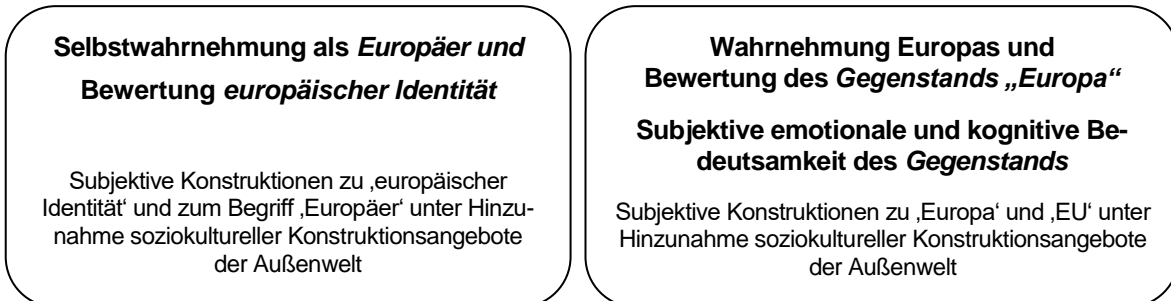 Selbstwahrnehmung als Europäer und
Bewertung europäischer Identität
Subjektive Konstruktionen zu ‚europäischer
Identität‘ und zum Begriff ‚Europäer‘ unter Hinzu-
nahme soziokultureller Konstruktionsangebote
der Außenwelt
Wahrnehmung Europas und
Bewertung des Gegenstands „Europa“
Subjektive emotionale und kognitive Be-
deutsamkeit des Gegenstands
Subjektive Konstruktionen zu ‚Europa‘ und ‚EU‘ unter
Hinzunahme soziokultureller Konstruktionsangebote
der Außenwelt